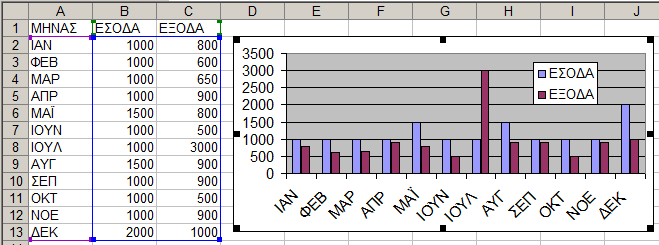 A B C D E F G H I J
1 ΜΗΝΑΣ ΕΣΟΔΑ ΕΞΟΔΑ
2 ΙΑΝ 1000 800
3 ΦΕΒ 1000 600
4 ΜΑΡ 1000 650
5 ΑΠΡ 1000 900
6 ΜΑΪ 1500 800
7 ΙΟΥΝ 1000 500
8 ΙΟΥΛ 1000 3000
9 ΑΥΓ 1500 900
10 ΣΕΠ 1000 900
11 ΟΚΤ 1000 500
12 ΝΟΕ 1000 900
13 ΔΕΚ 2000 1000
3500
3000
2500
2000
1500
1000
500
0
ΕΣΟΔΑ
ΕΞΟΔΑ
ΙΑΝ ΦΕΒ ΜΑΡ ΑΠΡ ΜΑΪ ΙΟΥΝ ΙΟΥΛ ΑΥΓ ΣΕΠ ΟΚΤ ΝΟΕ ΔΕΚ